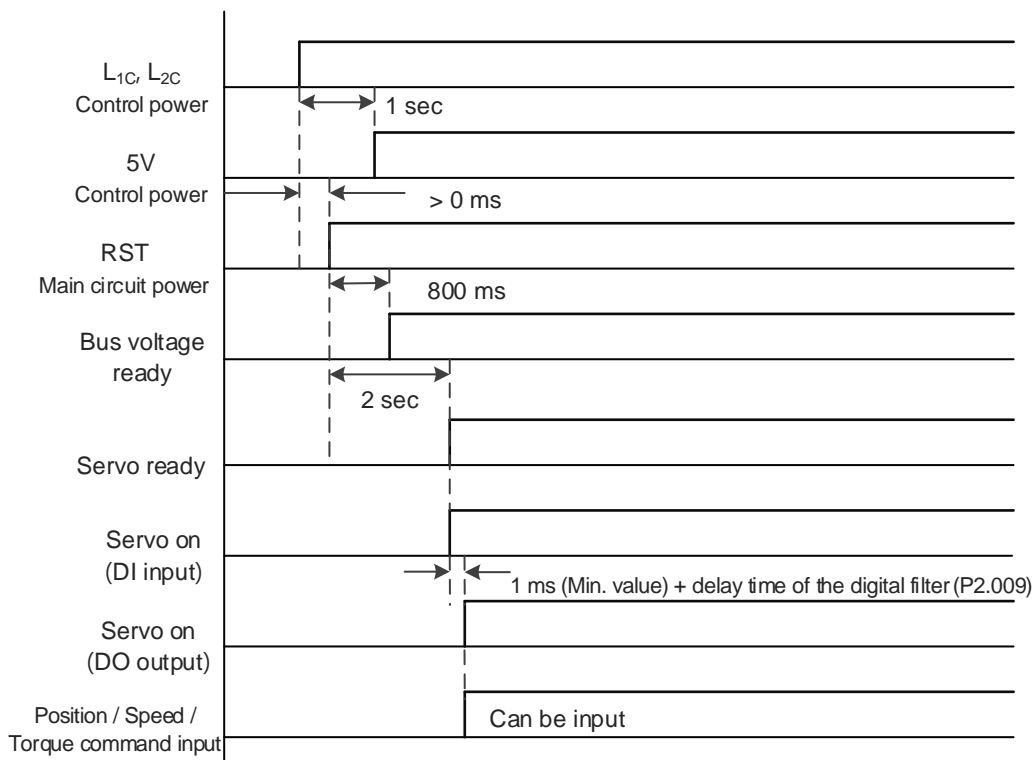 L1C, L2C
Control power
1 sec
5V
Control power
> 0 ms
RST
Main circuit power
800 ms
Bus voltage
ready
2 sec
Servo ready
Servo on
(DI input)
1 ms (Min. value) + delay time of the digital filter (P2.009)
Servo on
(DO output)
Position / Speed /
Torque command input
Can be input